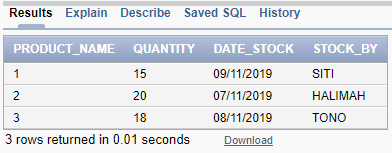 Results Explain Describe Saved SQL History
PRODUCT_NAME QUANTITY DATE_STOCK STOCK_BY
1 15 09/11/2019 SITI
2 20 07/11/2019 HALIMAH
3 18 08/11/2019 TONO
3 rows returned in 0.01 seconds Download